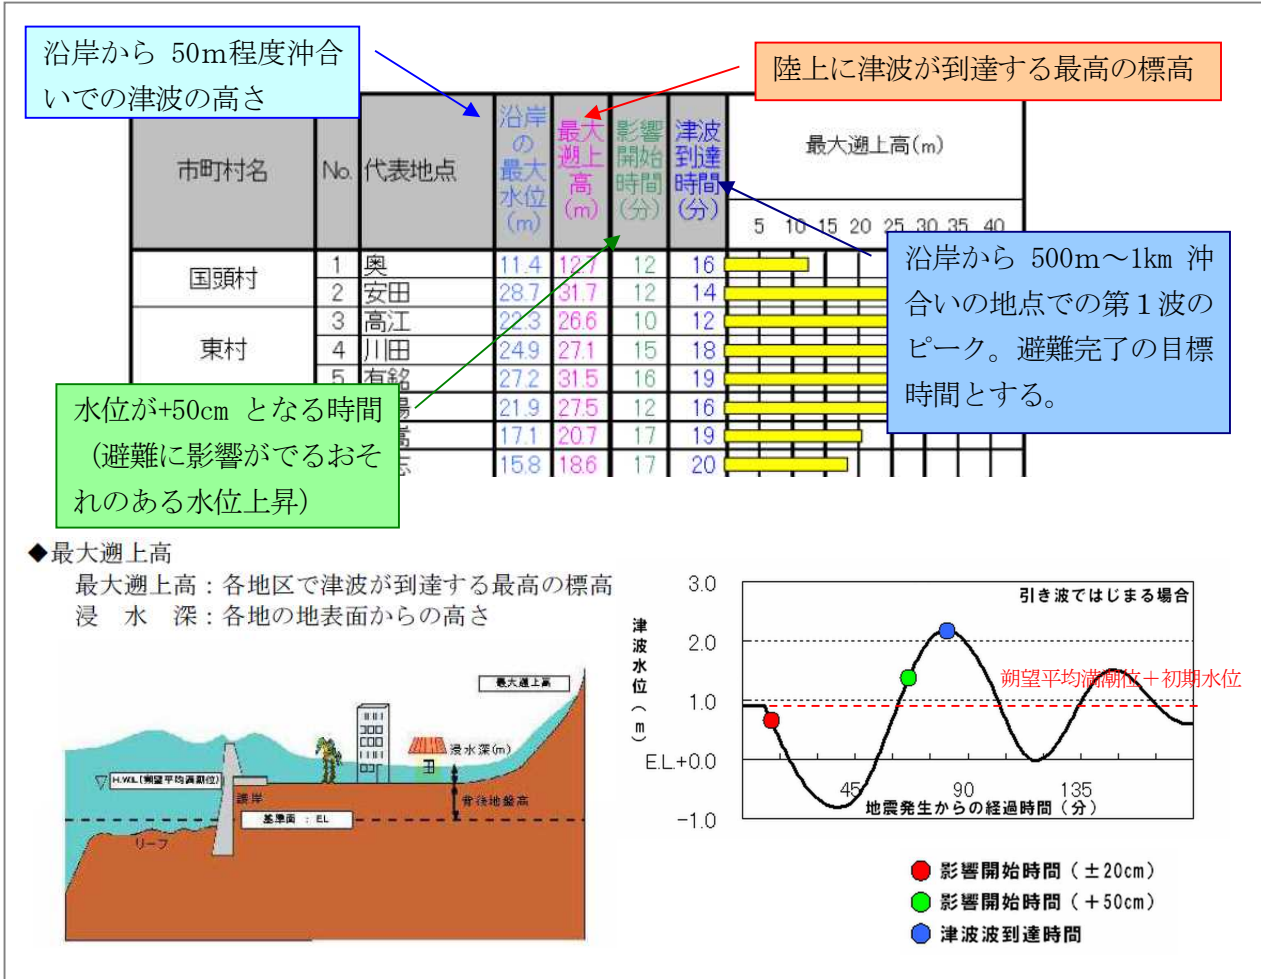 沿岸から 50m程度沖合
いでの津波の高さ
陸上に津波が到達する最高の標高
市町村名
No.
代表地点
沿岸
の
最大
水位
(m)
最大
遡上
高
(m)
影響
開始
時間
(分)
津波
到達
時間
(分)
最大遡上高(m)
5 10 15 20 25 30 35 40
国頭村
1 奥 11.4 12.7 12 16
2 安田 28.7 31.7 12 14
東村
3 高江 22.3 26.6 10 12
4 川田 24.9 27.1 15 18
5 有銘 27.2 31.5 16 19
21.9 27.5 12 16
17.1 20.7 17 19
15.8 18.6 17 20
沿岸から 500m～1km 沖
合いの地点での第１波の
ピーク。避難完了の目標
時間とする。
水位が+50cm となる時間
（避難に影響がでるおそ
れのある水位上昇）
◆最大遡上高
最大遡上高：各地区で津波が到達する最高の標高
浸 水 深：各地の地表面からの高さ
最大遡上高
浸水深(m)
H.W.L(朔望平均満潮位)
護岸
背後地盤高
基準面 : EL
リーフ
津波水位(m)
3.0
2.0
1.0
E.L.+0.0
-1.0
引き波ではじまる場合
朔望平均満潮位＋初期水位
45 90 135
地震発生からの経過時間（分）
影響開始時間（±20cm）
影響開始時間（＋50cm）
津波波到達時間